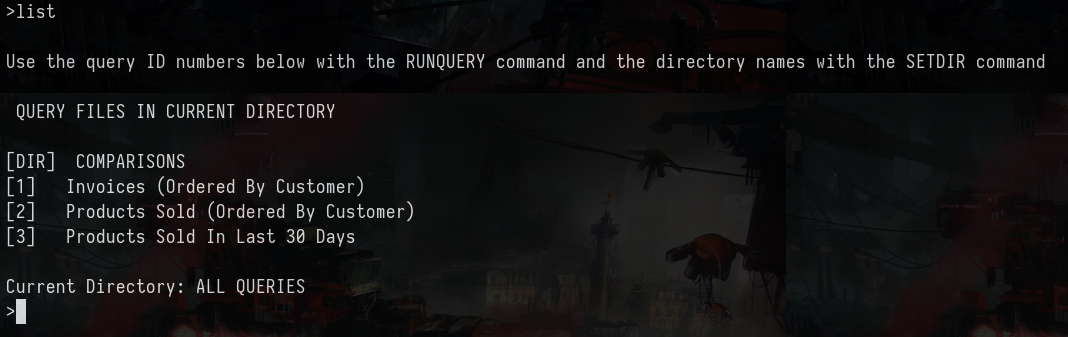 >list
Use the query ID numbers below with the RUNQUERY command and the directory names with the SETDIR command
QUERY FILES IN CURRENT DIRECTORY
[DIR]  COMPARISONS
[1]   Invoices (Ordered By Customer)
[2]   Products Sold (Ordered By Customer)
[3]   Products Sold In Last 30 Days
Current Directory: ALL QUERIES
>